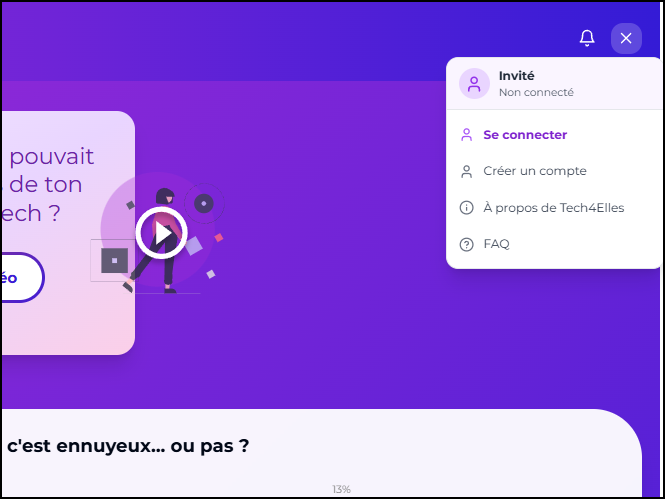 Invité
Non connecté
Se connecter
Créer un compte
À propos de Tech4Elles
FAQ
pouvait
de ton
ech ?
éo
c'est ennuyeux... ou pas ?
13%